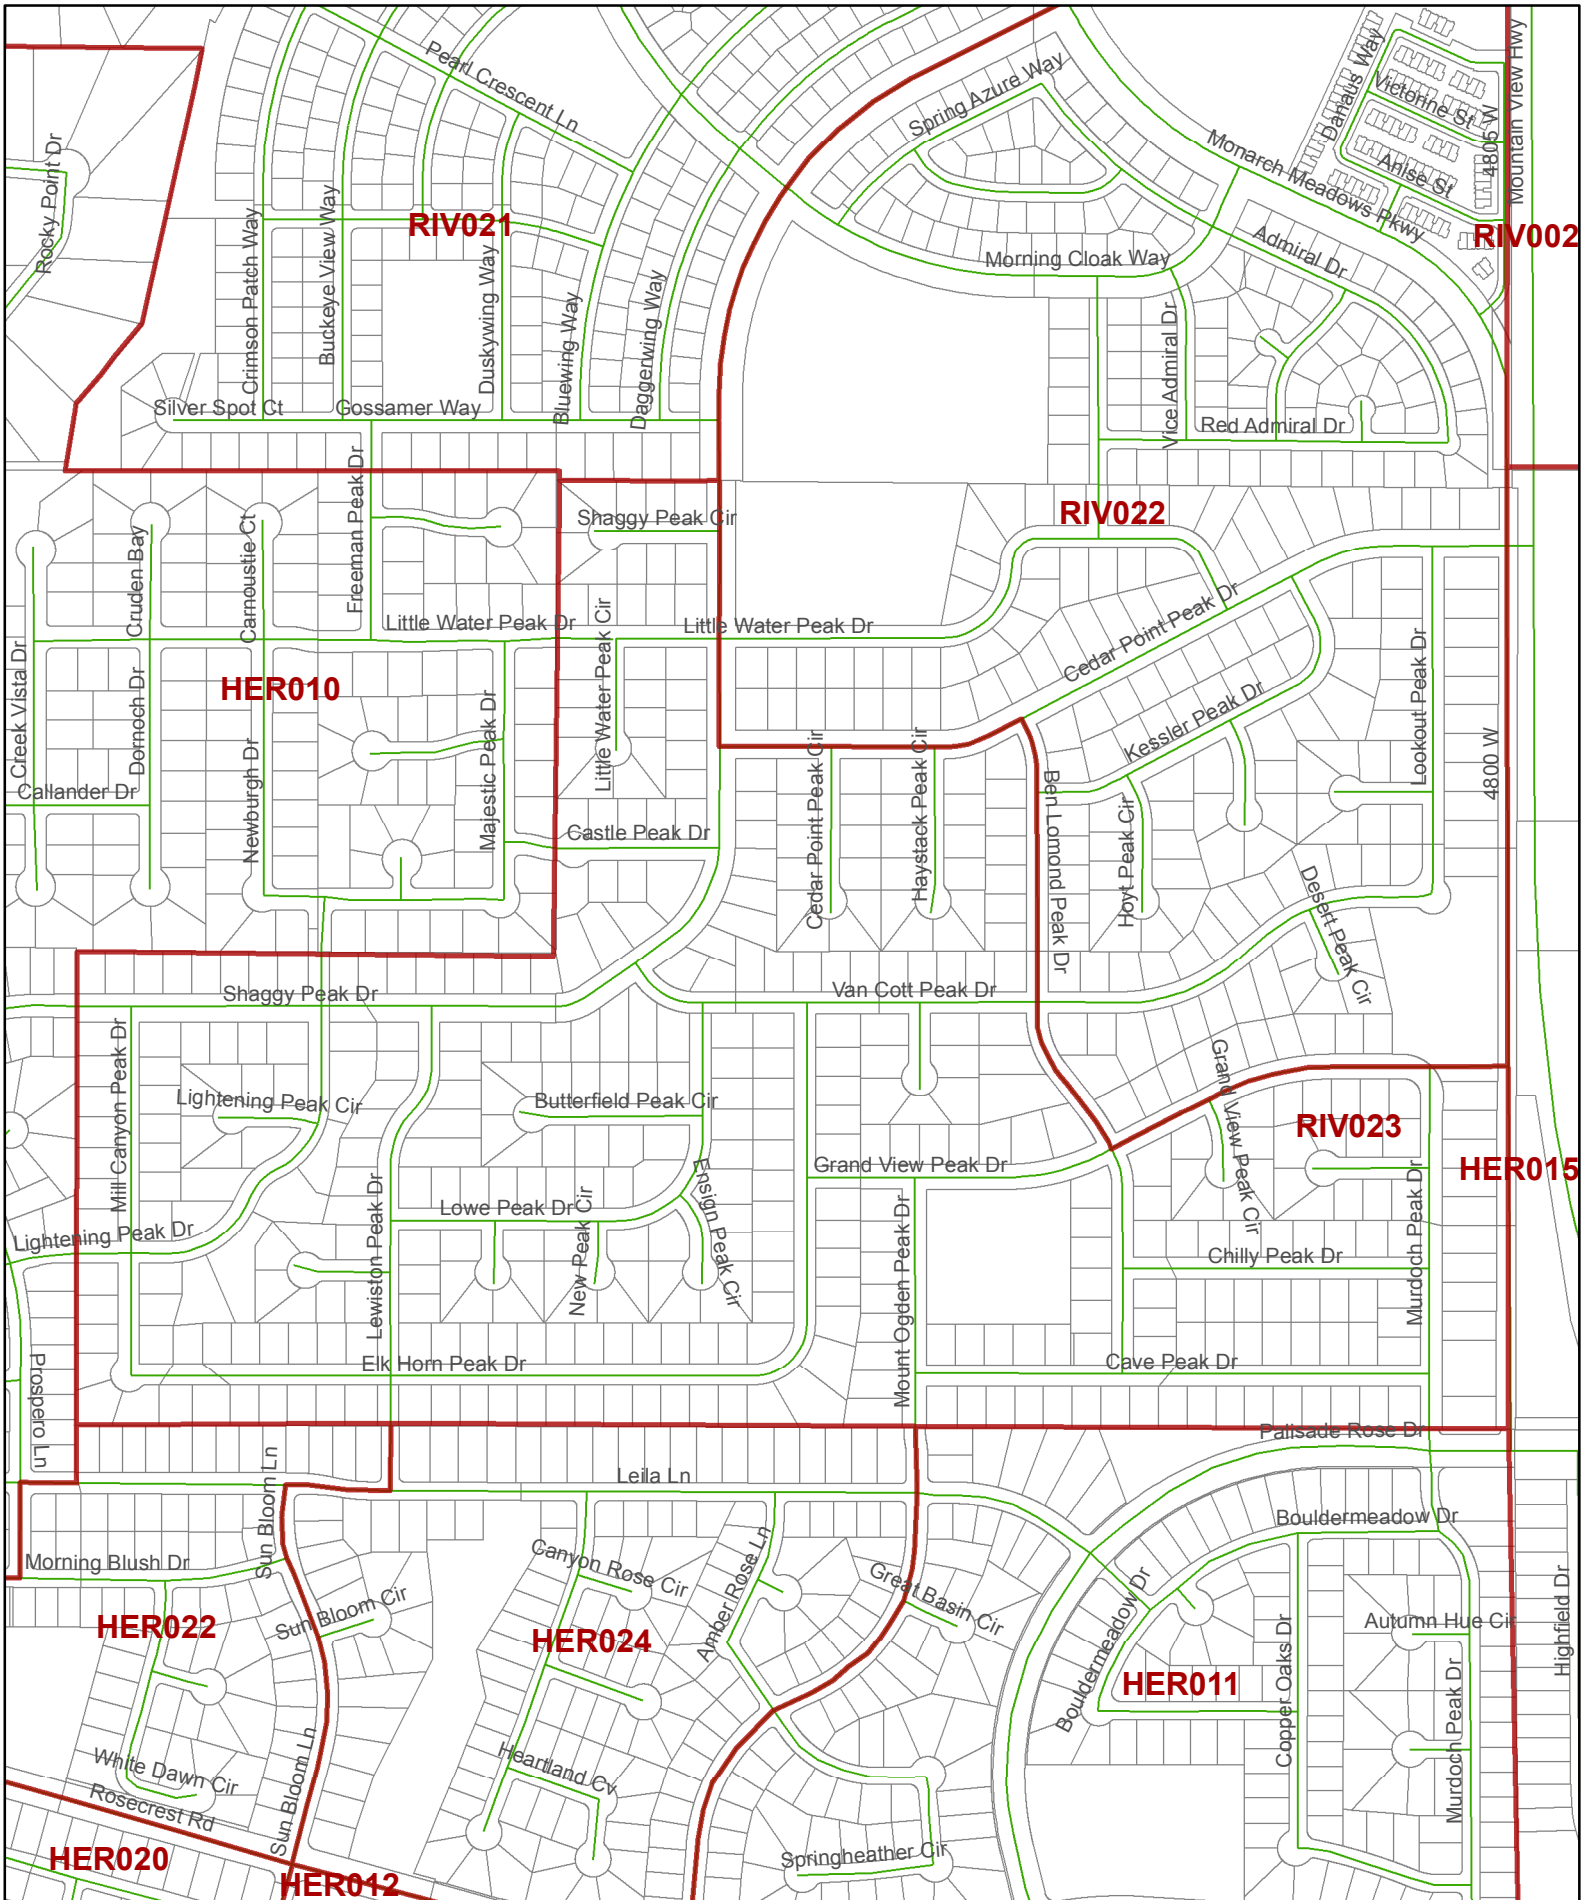 Pearl Crescent Ln
Spring Azure Way
Danaus Way
Victorine St
Anise St
4805 W
Mountain View Hwy
Monarch Meadows Pkwy
Rocky Point Dr
RIV021
RIV002
Crimson Patch Way
Buckeye View Way
Duskywing Way
Bluewing Way
Daggerwing Way
Morning Cloak Way
Admiral Dr
Vice Admiral Dr
Silver Spot Ct
Gossamer Way
Red Admiral Dr
Freeman Peak Dr
Shaggy Peak Cir
RIV022
Cruden Bay
Carnoustie Ct
Little Water Peak Dr
Little Water Peak Cir
Little Water Peak Dr
Cedar Point Peak Dr
Creek Vista Dr
Dornoch Dr
HER010
Majestic Peak Dr
Kessler Peak Dr
Lookout Peak Dr
4800 W
Callander Dr
Newburgh Dr
Castle Peak Dr
Cedar Point Peak Cir
Haystack Peak Cir
Ben Lomond Peak Dr
Hoyt Peak Cir
Desert Peak Cir
Shaggy Peak Dr
Van Cott Peak Dr
Mill Canyon Peak Dr
Lightening Peak Cir
Butterfield Peak Cir
Grand View Peak Cir
RIV023
HER015
Grand View Peak Dr
Ensign Peak Cir
Lowe Peak Dr
New Peak Cir
Lewiston Peak Dr
Mount Ogden Peak Dr
Lightening Peak Dr
Chilly Peak Dr
Murdoch Peak Dr
Prospero Ln
Elk Horn Peak Dr
Cave Peak Dr
Palisade Rose Dr
Sun Bloom Ln
Leila Ln
Bouldermeadow Dr
Morning Blush Dr
Canyon Rose Cir
Amber Rose Ln
Great Basin Cir
Sun Bloom Cir
HER022
HER024
Bouldermeadow Dr
HER011
Copper Oaks Dr
Autumn Hue Cir
Highfield Dr
Murdoch Peak Dr
White Dawn Cir
Rosecrest Rd
Sun Bloom Ln
Heartland Cv
Springheather Cir
HER020
HER012